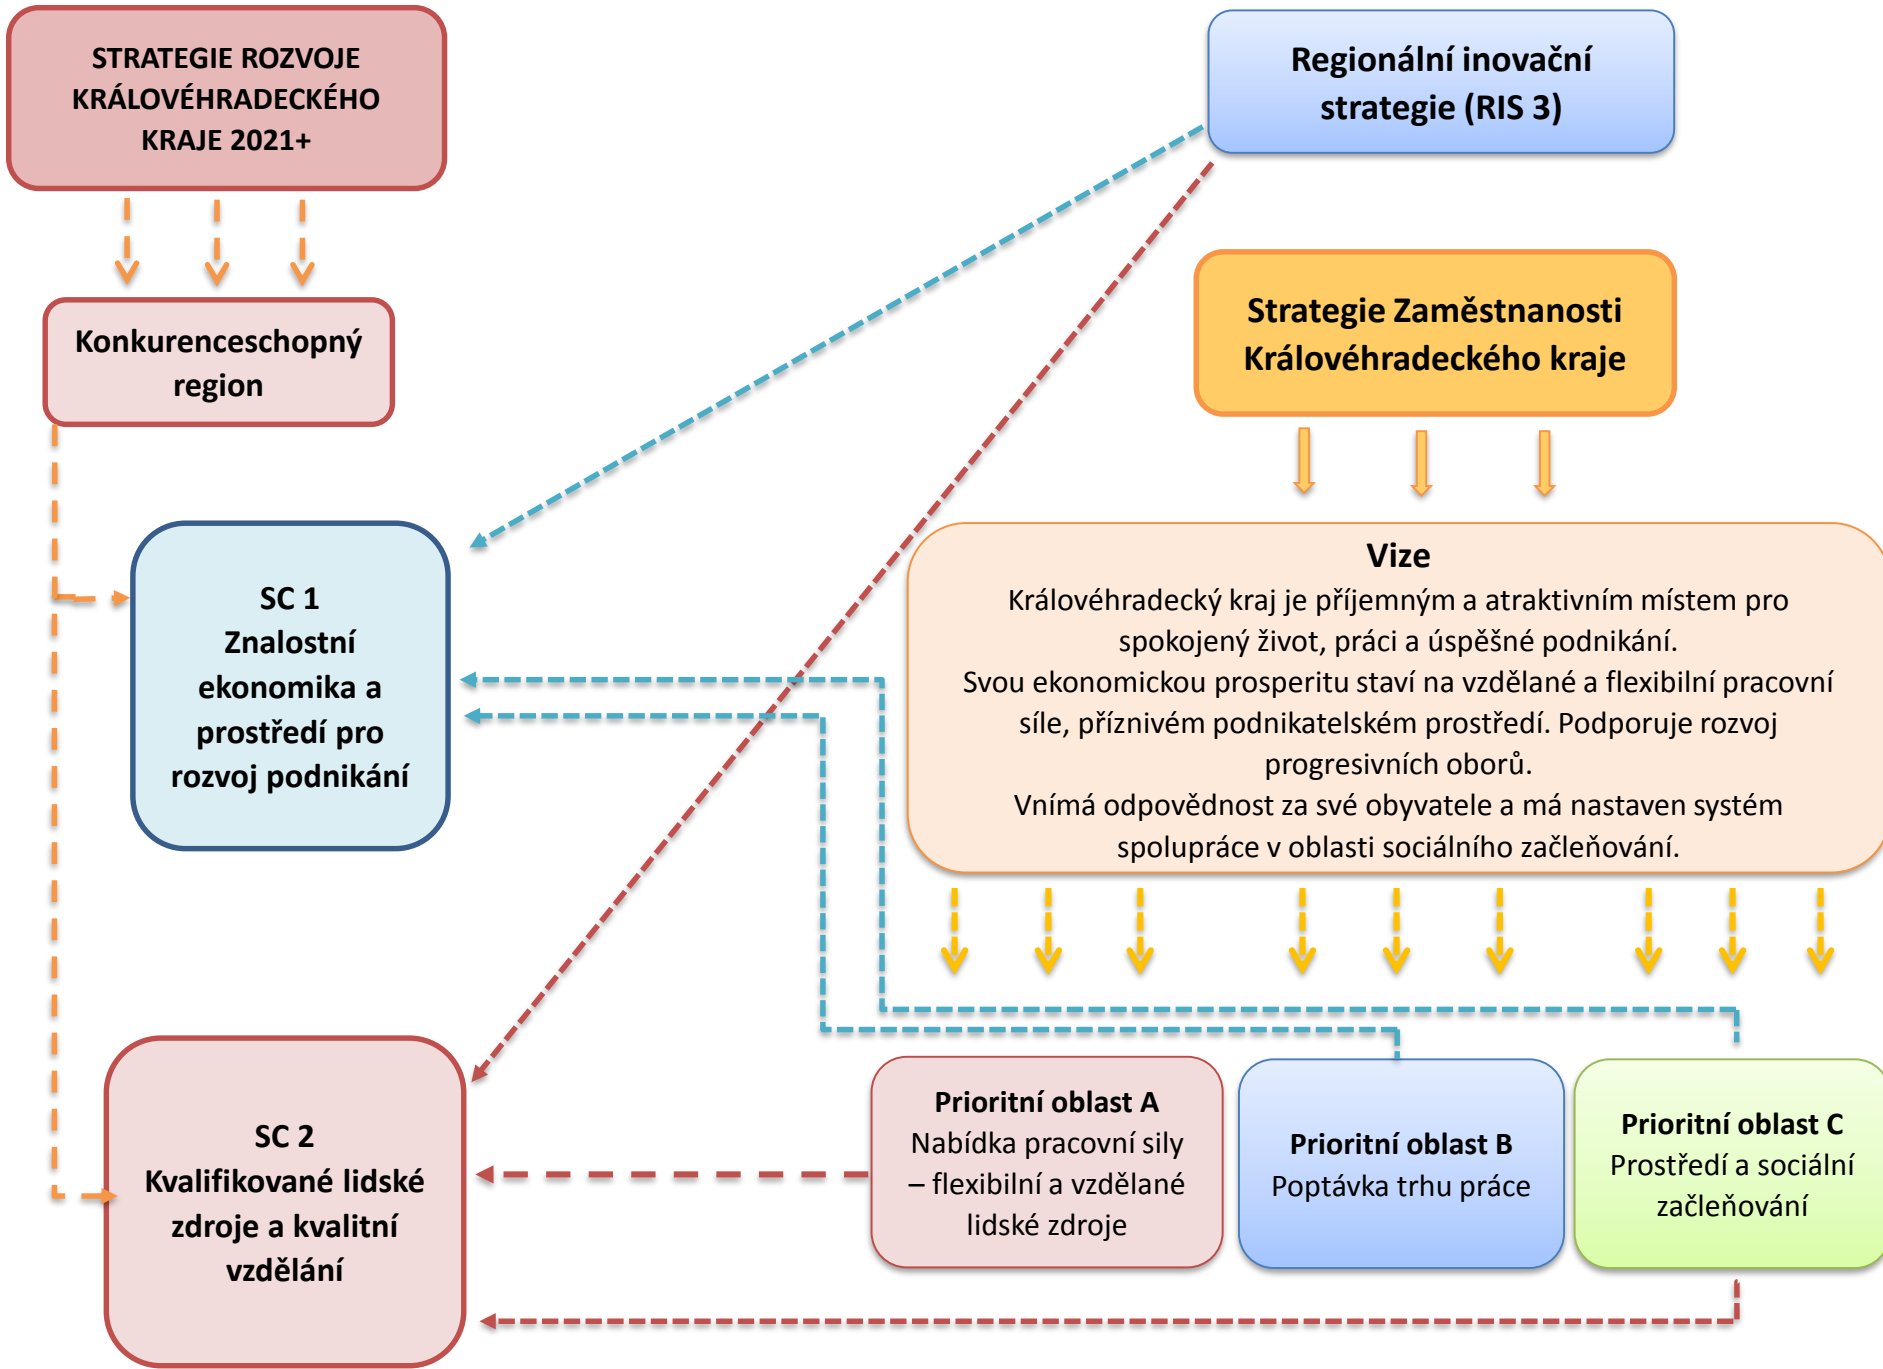 STRATEGIE ROZVOJE
KRÁLOVÉHRADECKÉHO
KRAJE 2021+
Regionální inovační
strategie (RIS 3)
Konkurenceschopný
region
Strategie Zaměstnanosti
Královéhradeckého kraje
SC 1
Znalostní
ekonomika a
prostředí pro
rozvoj podnikání
Vize
Královéhradecký kraj je příjemným a atraktivním místem pro
spokojený život, práci a úspěšné podnikání.
Svou ekonomickou prosperitu staví na vzdělané a flexibilní pracovní
síle, příznivém podnikatelském prostředí. Podporuje rozvoj
progresivních oborů.
Vnímá odpovědnost za své obyvatele a má nastaven systém
spolupráce v oblasti sociálního začleňování.
SC 2
Kvalifikované lidské
zdroje a kvalitní
vzdělání
Prioritní oblast A
Nabídka pracovní sily
– flexibilní a vzdělané
lidské zdroje
Prioritní oblast B
Poptávka trhu práce
Prioritní oblast C
Prostředí a sociální
začleňování